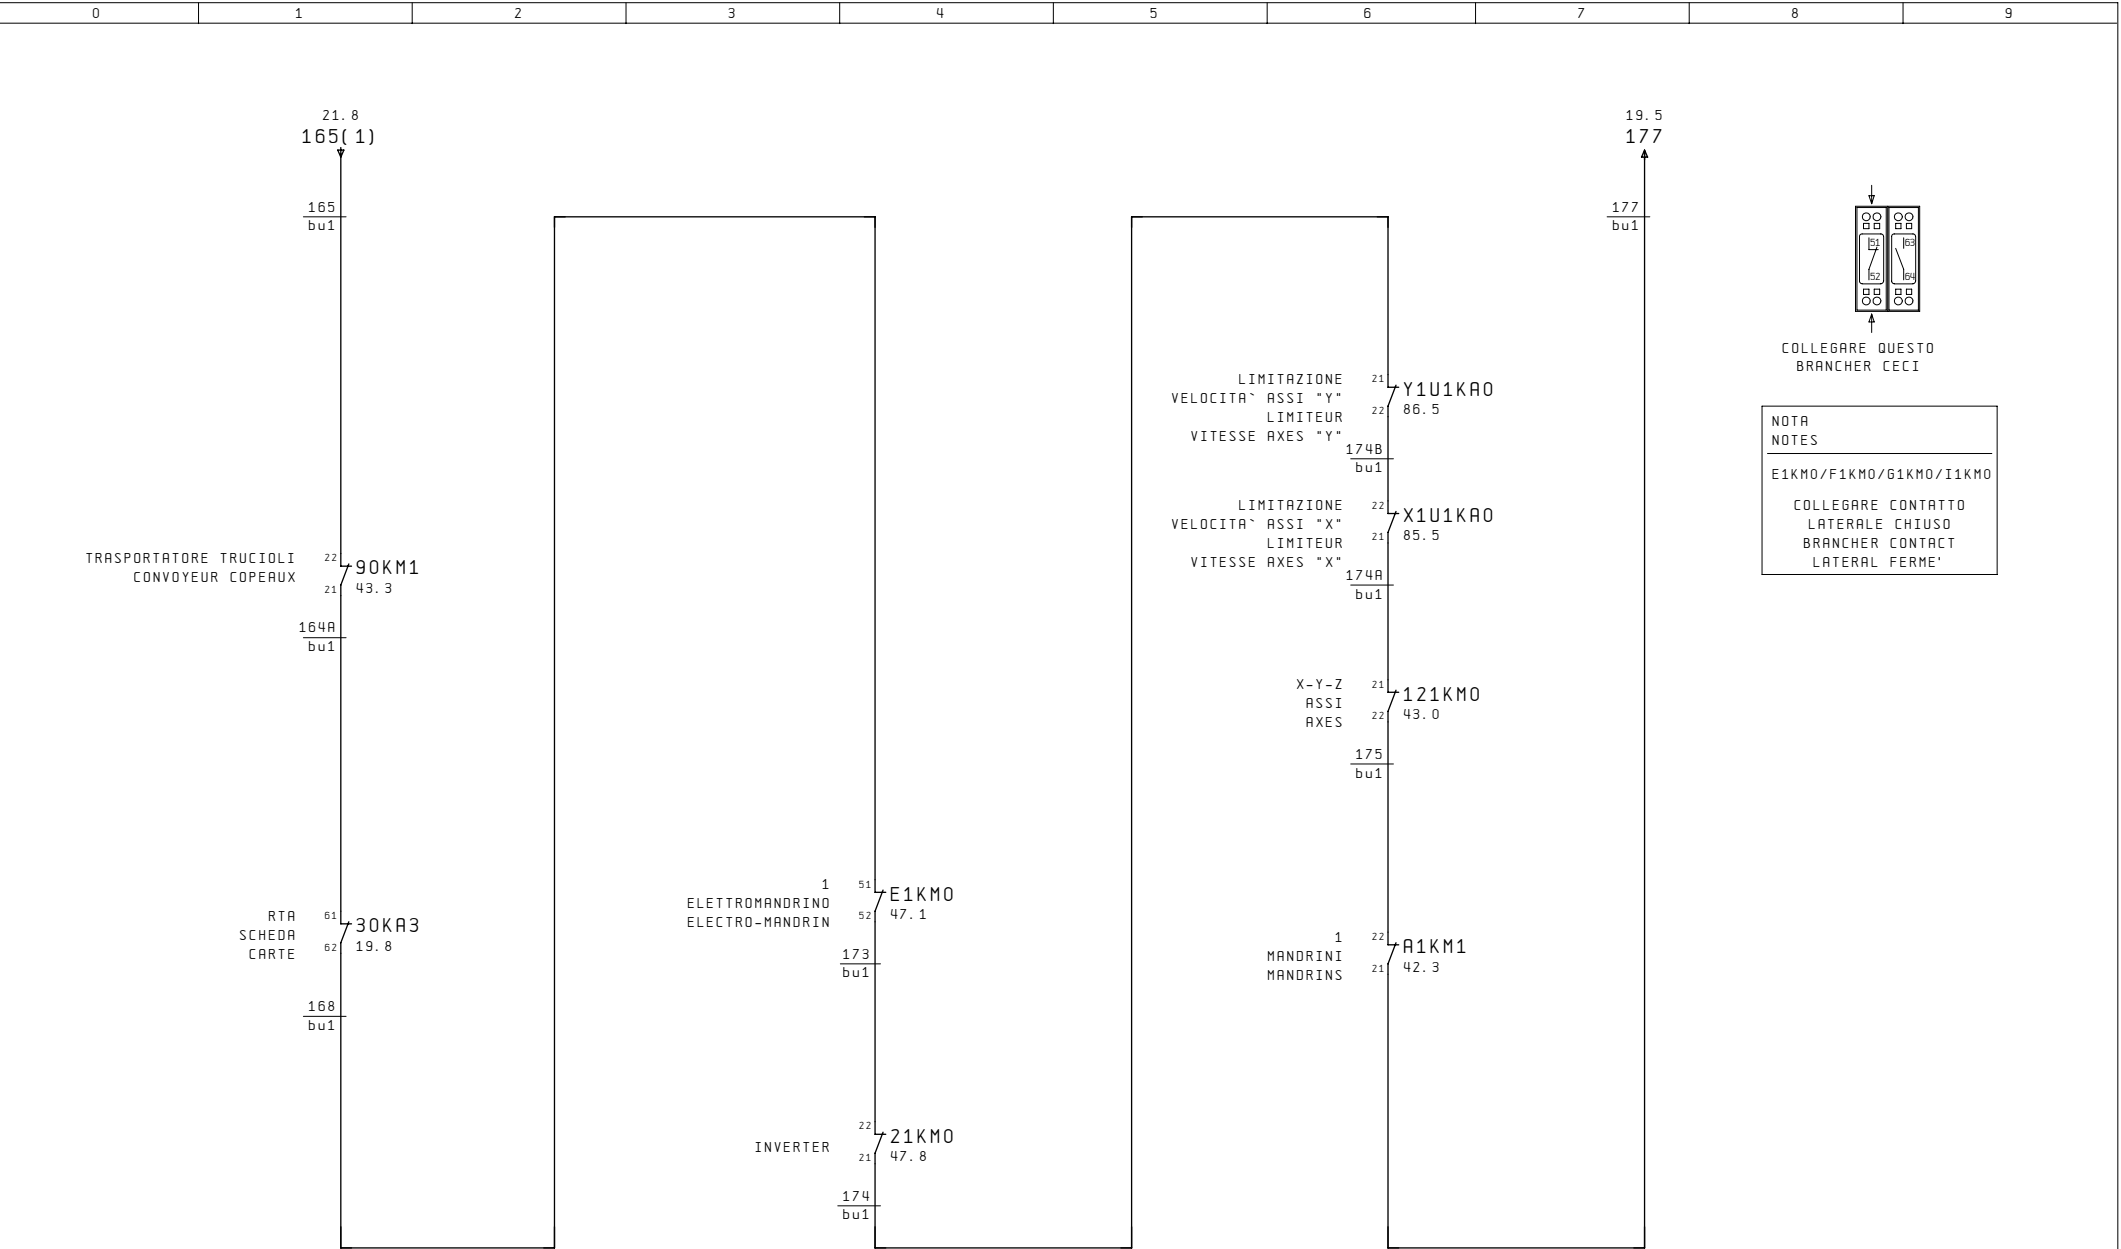 0 1 2 3 4 5 6 7 8 9
21.8
165(1)
165
bu1
TRASPORTATORE TRUCIOLI
CONVOYEUR COPEAUX
22
21
90KM1
43.3
164A
bu1
RTA
SCHEDA
CARTE
61
62
30KA3
19.8
168
bu1
1
ELETTROMANDRINO
ELECTRO-MANDRIN
51
52
E1KM0
47.1
173
bu1
INVERTER
22
21
21KM0
47.8
174
bu1
LIMITAZIONE
VELOCITA` ASSI "Y"
LIMITEUR
VITESSE AXES "Y"
21
22
Y1U1KA0
86.5
174B
bu1
LIMITAZIONE
VELOCITA` ASSI "X"
LIMITEUR
VITESSE AXES "X"
22
21
X1U1KA0
85.5
174A
bu1
X-Y-Z
ASSI
AXES
21
22
121KM0
43.0
175
bu1
1
MANDRINI
MANDRINS
22
21
A1KM1
42.3
19.5
177
177
bu1
51 63
52 64
COLLEGARE QUESTO
BRANCHER CECI
NOTA
NOTES
E1KM0/F1KM0/G1KM0/I1KM0
COLLEGARE CONTATTO
LATERALE CHIUSO
BRANCHER CONTACT
LATERAL FERME'